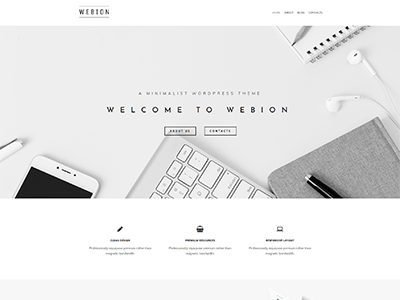 WEBION
HOME ABOUT BLOG CONTACTS
A MINIMALIST WORDPRESS THEME
WELCOME TO WEBION
ABOUT US CONTACTS
CLEAN DESIGN PREMIUM RESOURCES RESPONSIVE LAYOUT
Professionally repurpose premium rather than Professionally repurpose premium rather than Professionally repurpose premium rather than
magnetic bandwidth. magnetic bandwidth. magnetic bandwidth.